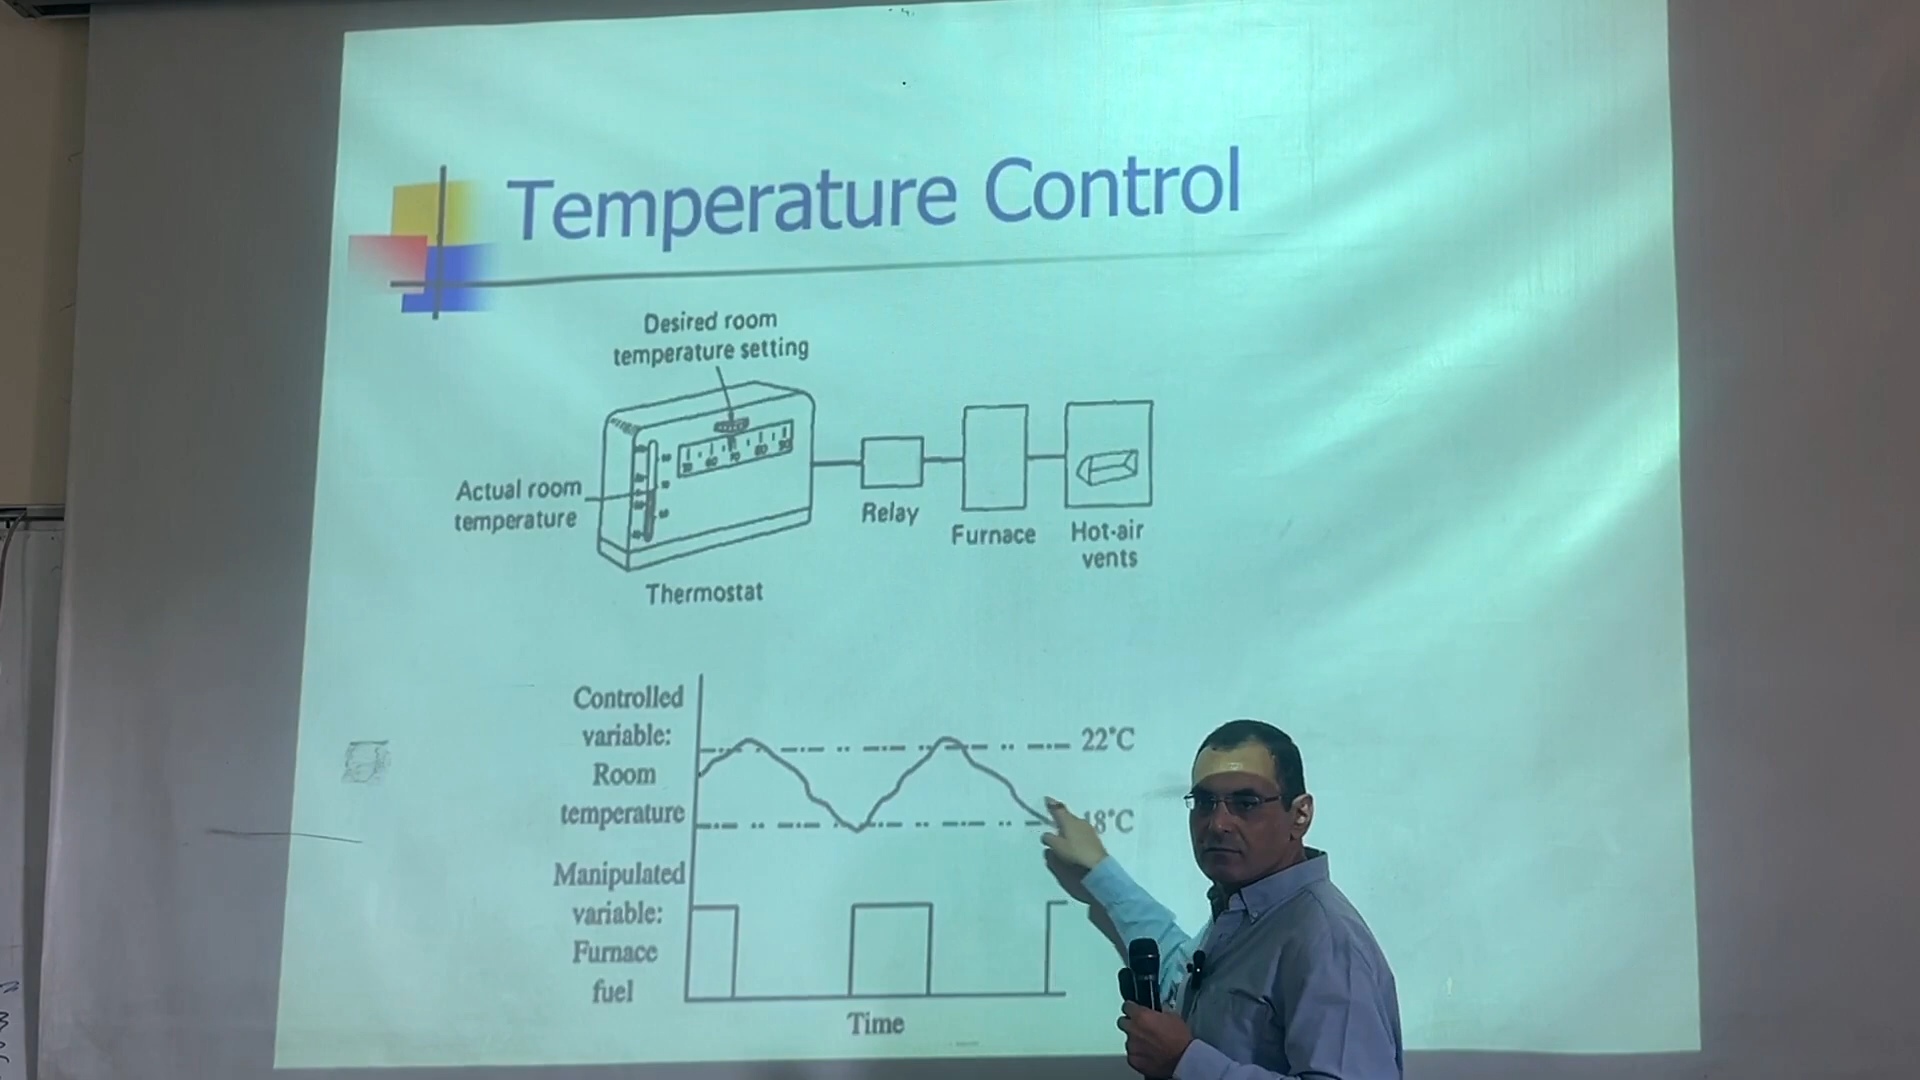 Temperature Control
Desired room
temperature setting
Actual room
temperature
Relay
Furnace
Hot-air
vents
Thermostat
Controlled
variable:
Room
temperature
22°C
18°C
Manipulated
variable:
Furnace
fuel
Time